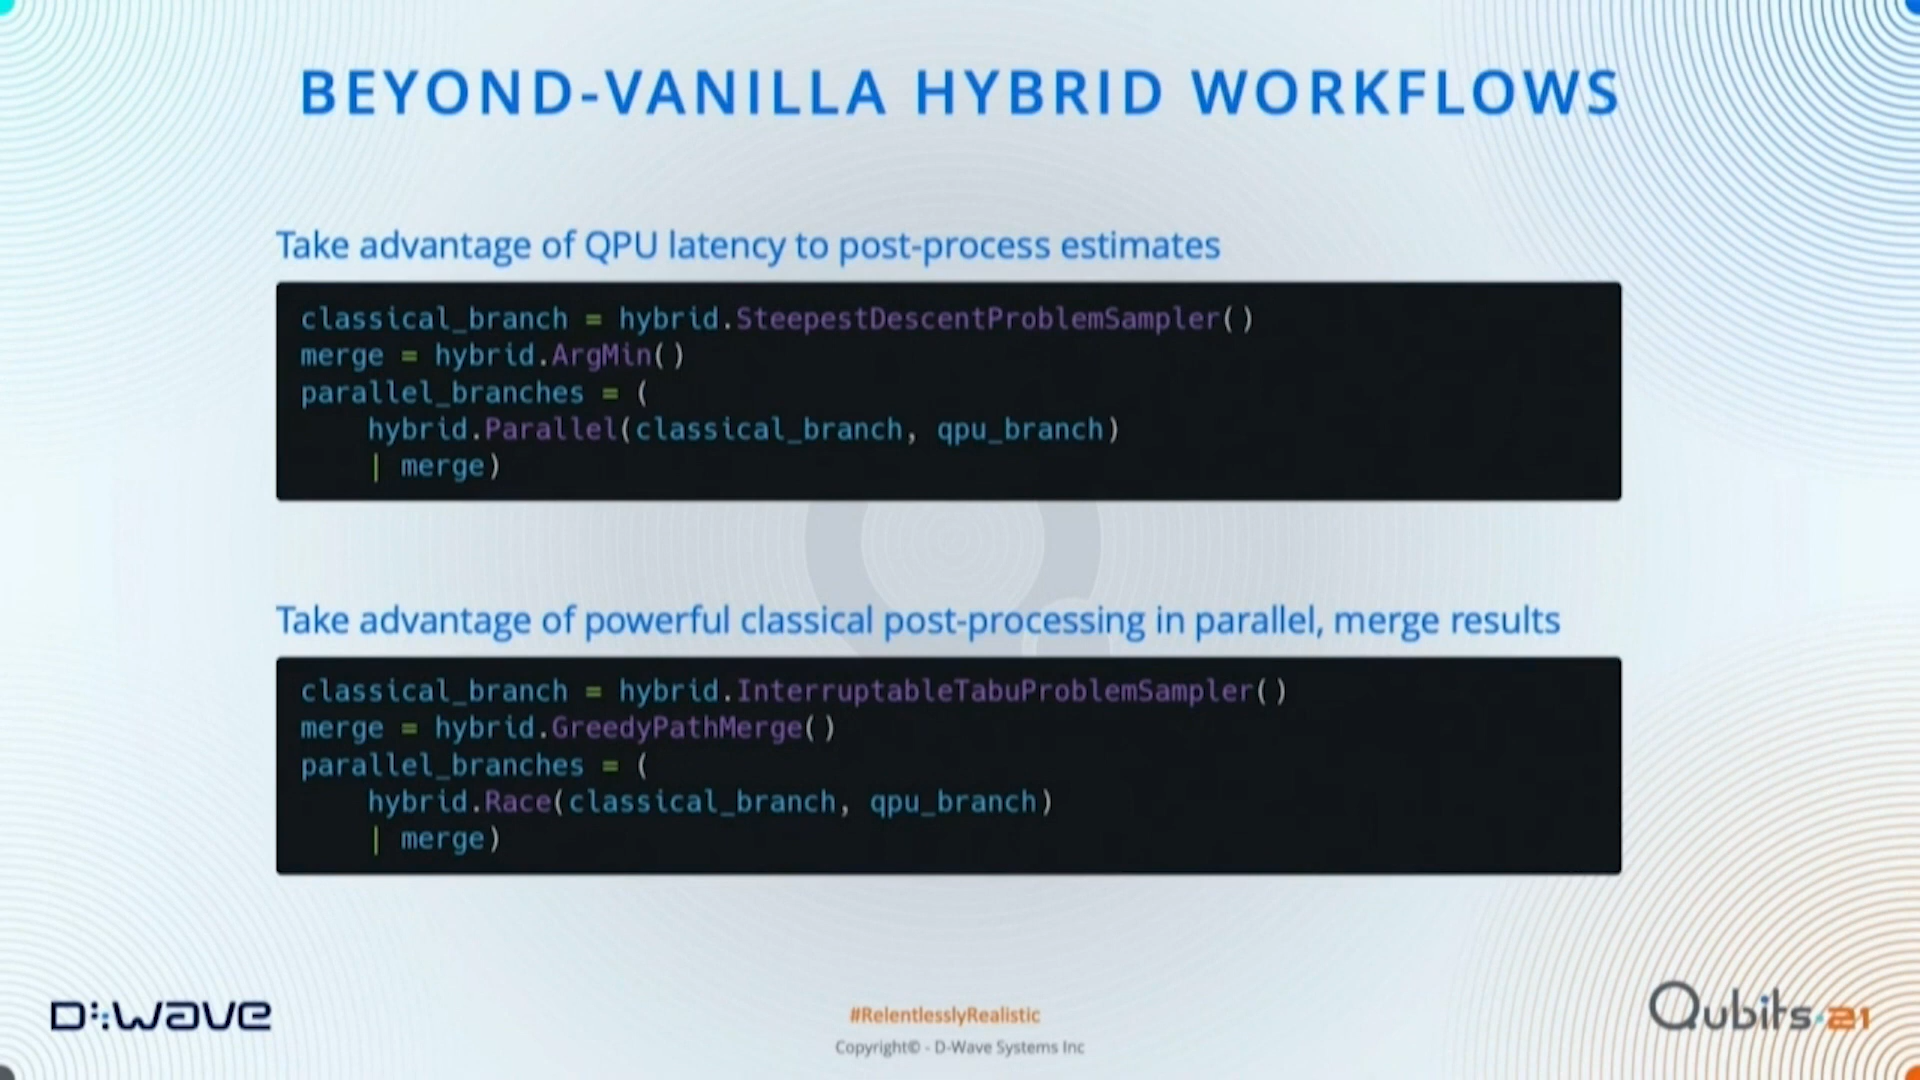 BEYOND-VANILLA HYBRID WORKFLOWS
Take advantage of QPU latency to post-process estimates
classical_branch = hybrid.SteepestDescentProblemSampler()
merge = hybrid.ArgMin()
parallel_branches = (
    hybrid.Parallel(classical_branch, qpu_branch)
    | merge)
Take advantage of powerful classical post-processing in parallel, merge results
classical_branch = hybrid.InterruptableTabuProblemSampler()
merge = hybrid.GreedyPathMerge()
parallel_branches = (
    hybrid.Race(classical_branch, qpu_branch)
    | merge)
D:wave
#RelentlesslyRealistic
Copyright© - D-Wave Systems Inc
Qubits.21